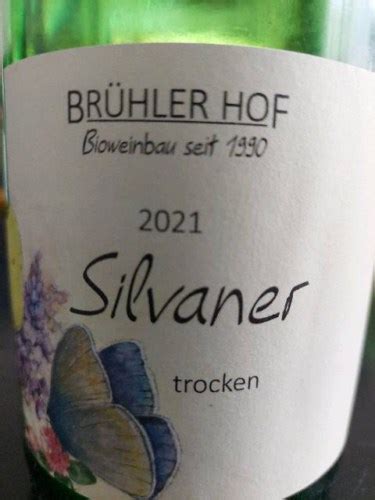 BRÜHLER HOF
Bioweinbau seit 1990
2021
Silvaner
trocken